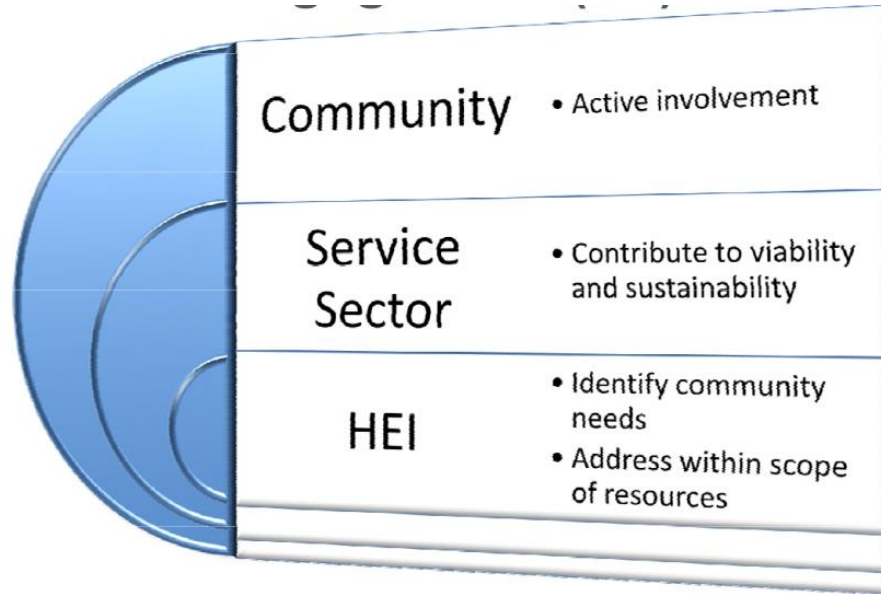 Community
• Active involvement
Service
Sector
• Contribute to viability
and sustainability
HEI
• Identify community
needs
• Address within scope
of resources